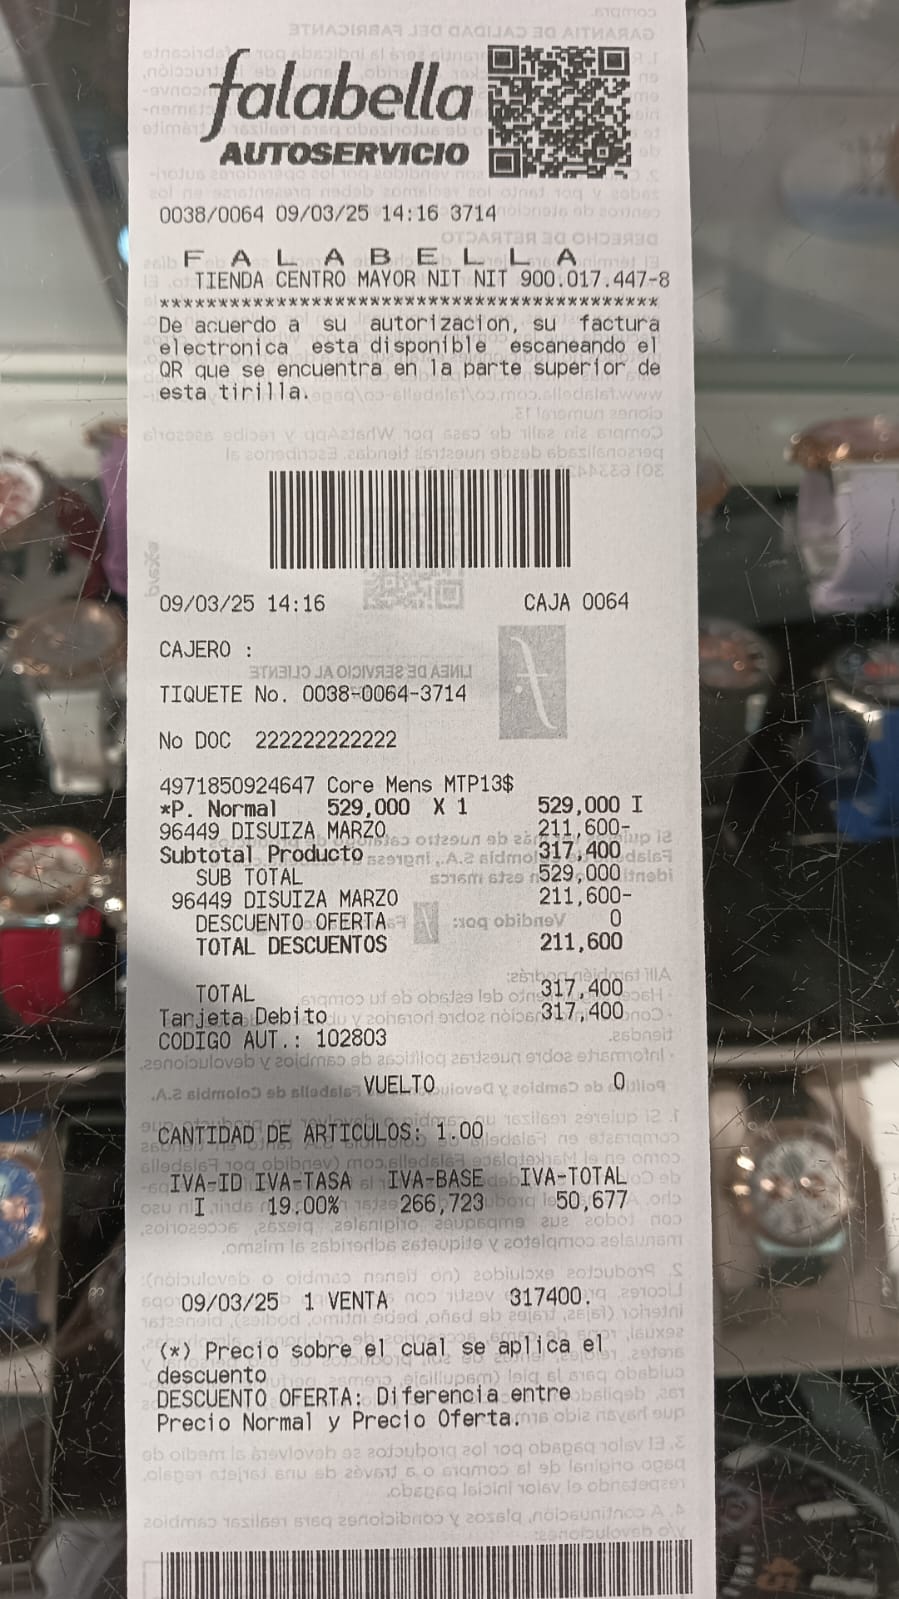 falabella
AUTOSERVICIO
0038/0064 09/03/25 14:16 3714
F A L A B E L L A
TIENDA CENTRO MAYOR NIT NIT 900.017.447-8
******************************************
De acuerdo a su autorizacion, su factura
electronica esta disponible escaneando el
QR que se encuentra en la parte superior de
esta tirilla.
09/03/25 14:16 CAJA 0064
CAJERO :
TIQUETE No. 0038-0064-3714
No DOC 222222222222
4971850924647 Core Mens MTP13$
*P. Normal 529,000 X 1 529,000 I
96449 DISUIZA MARZO 211,600-
Subtotal Producto 317,400
SUB TOTAL 529,000
96449 DISUIZA MARZO 211,600-
DESCUENTO OFERTA 0
TOTAL DESCUENTOS 211,600
TOTAL 317,400
Tarjeta Debito 317,400
CODIGO AUT.: 102803
VUELTO 0
CANTIDAD DE ARTICULOS: 1.00
IVA-ID IVA-TASA IVA-BASE IVA-TOTAL
I 19.00% 266,723 50,677
09/03/25 1 VENTA 317400.
(*) Precio sobre el cual se aplica el
descuento
DESCUENTO OFERTA: Diferencia entre
Precio Normal y Precio Oferta.